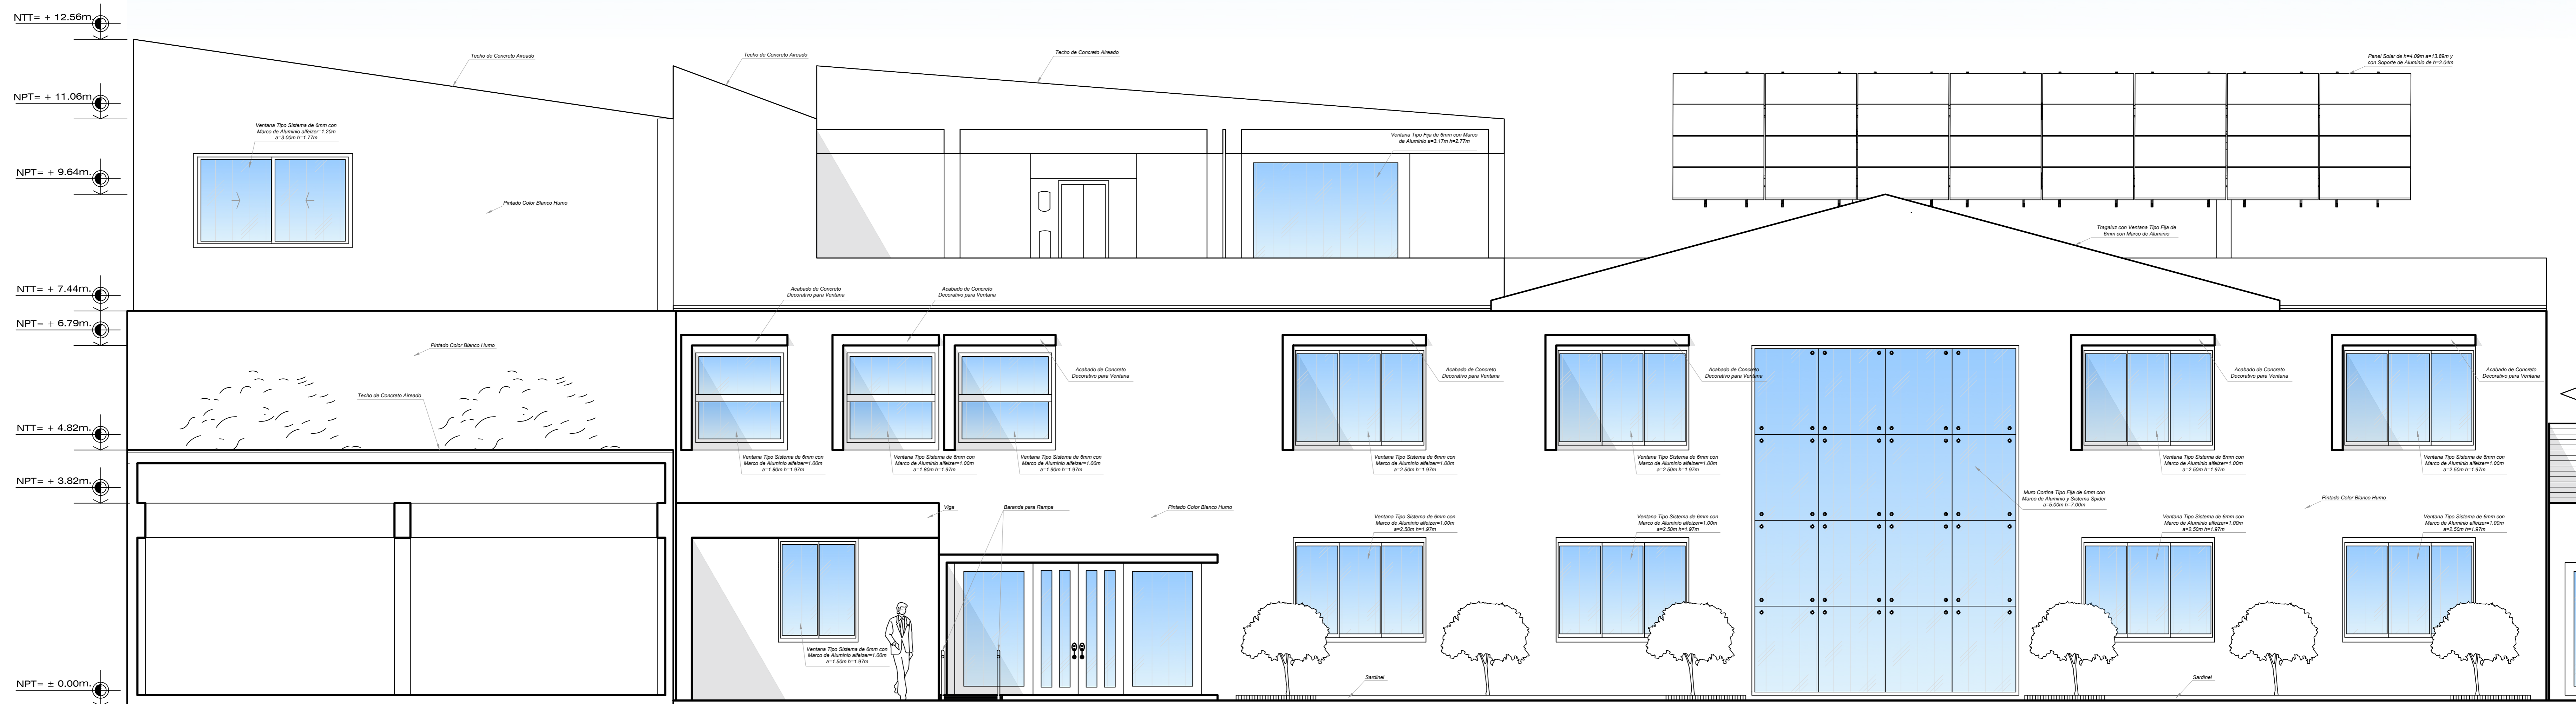 NTT= + 12.56m.
Techo de Concreto Aireado
Techo de Concreto Aireado
Techo de Concreto Aireado
Panel Solar de h=4.09m a=13.89m y
con Soporte de Aluminio de h=2.04m
NPT= + 11.06m.
Ventana Tipo Sistema de 6mm con
Marco de Aluminio alfeizer=1.20m
a=3.00m h=1.77m
Ventana Tipo Fija de 6mm con Marco
de Aluminio a=3.17m h=2.77m
NPT= + 9.64m.
Pintado Color Blanco Humo
Tragaluz con Ventana Tipo Fija de
6mm con Marco de Aluminio
NTT= + 7.44m.
Acabado de Concreto
Decorativo para Ventana
Acabado de Concreto
Decorativo para Ventana
NPT= + 6.79m.
Pintado Color Blanco Humo
Acabado de Concreto
Decorativo para Ventana
Acabado de Concreto
Decorativo para Ventana
Acabado de Concreto
Decorativo para Ventana
Acabado de Concreto
Decorativo para Ventana
Acabado de Concreto
Decorativo para Ventana
Techo de Concreto Aireado
NTT= + 4.82m.
Ventana Tipo Sistema de 6mm con
Marco de Aluminio alfeizer=1.00m
a=1.80m h=1.97m
Ventana Tipo Sistema de 6mm con
Marco de Aluminio alfeizer=1.00m
a=1.90m h=1.97m
Ventana Tipo Sistema de 6mm con
Marco de Aluminio alfeizer=1.00m
a=1.90m h=1.97m
Ventana Tipo Sistema de 6mm con
Marco de Aluminio alfeizer=1.00m
a=2.50m h=1.97m
Ventana Tipo Sistema de 6mm con
Marco de Aluminio alfeizer=1.00m
a=2.50m h=1.97m
Ventana Tipo Sistema de 6mm con
Marco de Aluminio alfeizer=1.00m
a=2.50m h=1.97m
Ventana Tipo Sistema de 6mm con
Marco de Aluminio alfeizer=1.00m
a=2.50m h=1.97m
NPT= + 3.82m.
Muro Cortina Tipo Fija de 6mm con
Marco de Aluminio y Sistema Spider
a=5.00m h=7.00m
Pintado Color Blanco Humo
Viga
Baranda para Rampa
Pintado Color Blanco Humo
Ventana Tipo Sistema de 6mm con
Marco de Aluminio alfeizer=1.00m
a=2.50m h=1.97m
Ventana Tipo Sistema de 6mm con
Marco de Aluminio alfeizer=1.00m
a=2.50m h=1.97m
Ventana Tipo Sistema de 6mm con
Marco de Aluminio alfeizer=1.00m
a=2.50m h=1.97m
Ventana Tipo Sistema de 6mm con
Marco de Aluminio alfeizer=1.00m
a=2.50m h=1.97m
Ventana Tipo Sistema de 6mm con
Marco de Aluminio alfeizer=1.00m
a=1.50m h=1.97m
NPT= ± 0.00m.
Sardinel
Sardinel